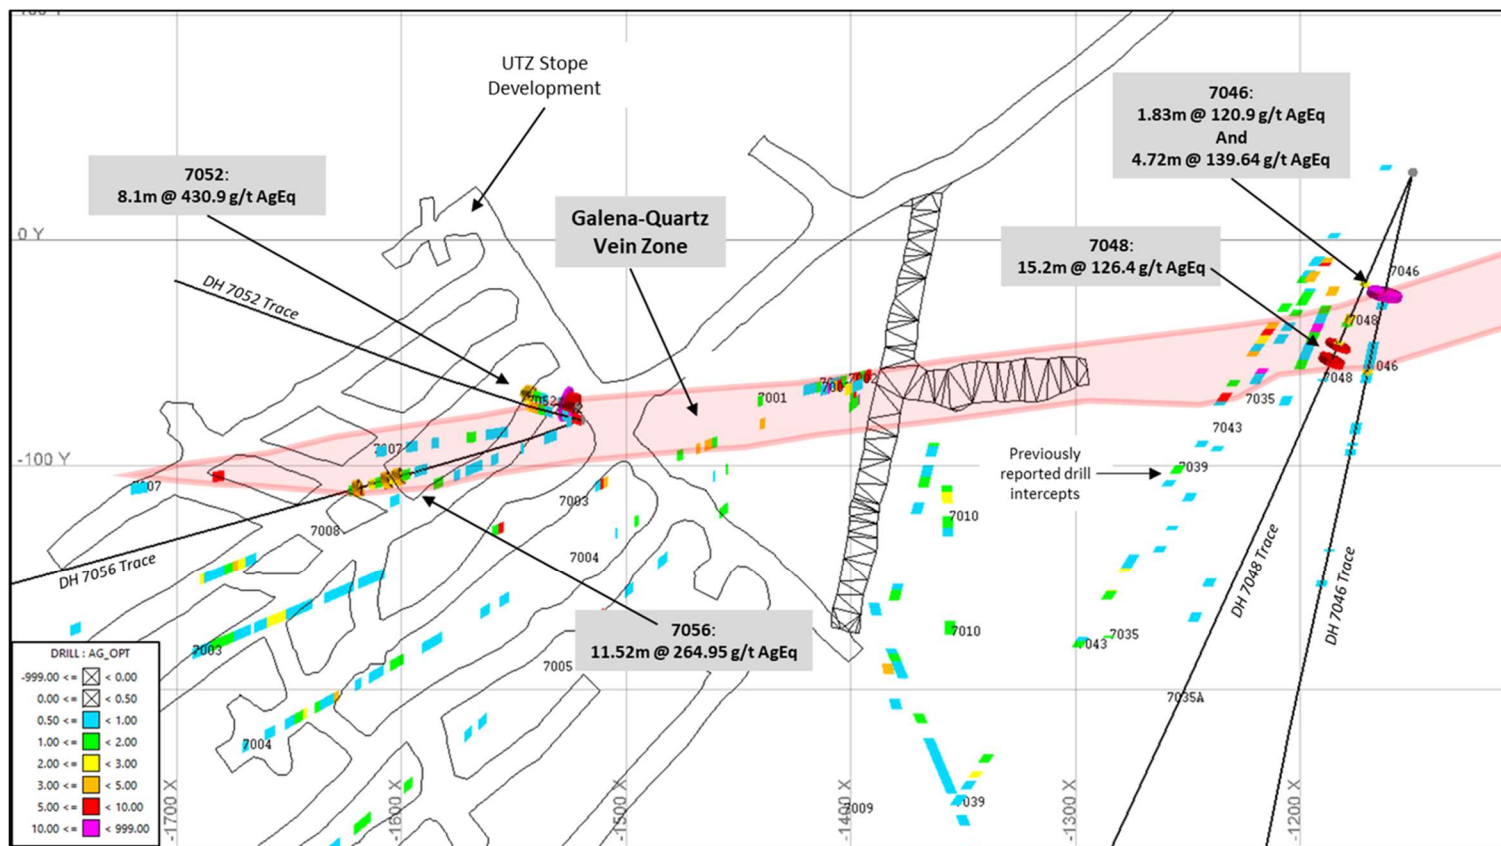 UTZ Stope
Development
7046:
1.83m @ 120.9 g/t AgEq
And
4.72m @ 139.64 g/t AgEq
7052:
8.1m @ 430.9 g/t AgEq
Galena-Quartz
Vein Zone
0 Y
7048:
15.2m @ 126.4 g/t AgEq
DH 7052 Trace
7046
7048
7048
7052
7001
7035
7043
-100 Y
7003
Previously
reported drill
intercepts
7039
7008
7010
7004
DH 7056 Trace
DH 7048 Trace
DH 7046 Trace
7056:
11.52m @ 264.95 g/t AgEq
7010
7035
7003
7005
7035A
7004
7009
-1700 X
-1600 X
-1500 X
-1400 X
-1300 X
-1200 X
DRILL : AG_OPT
-999.00 <= < 0.00
0.00 <= < 0.50
0.50 <= < 1.00
1.00 <= < 2.00
2.00 <= < 3.00
3.00 <= < 5.00
5.00 <= < 10.00
10.00 <= < 999.00